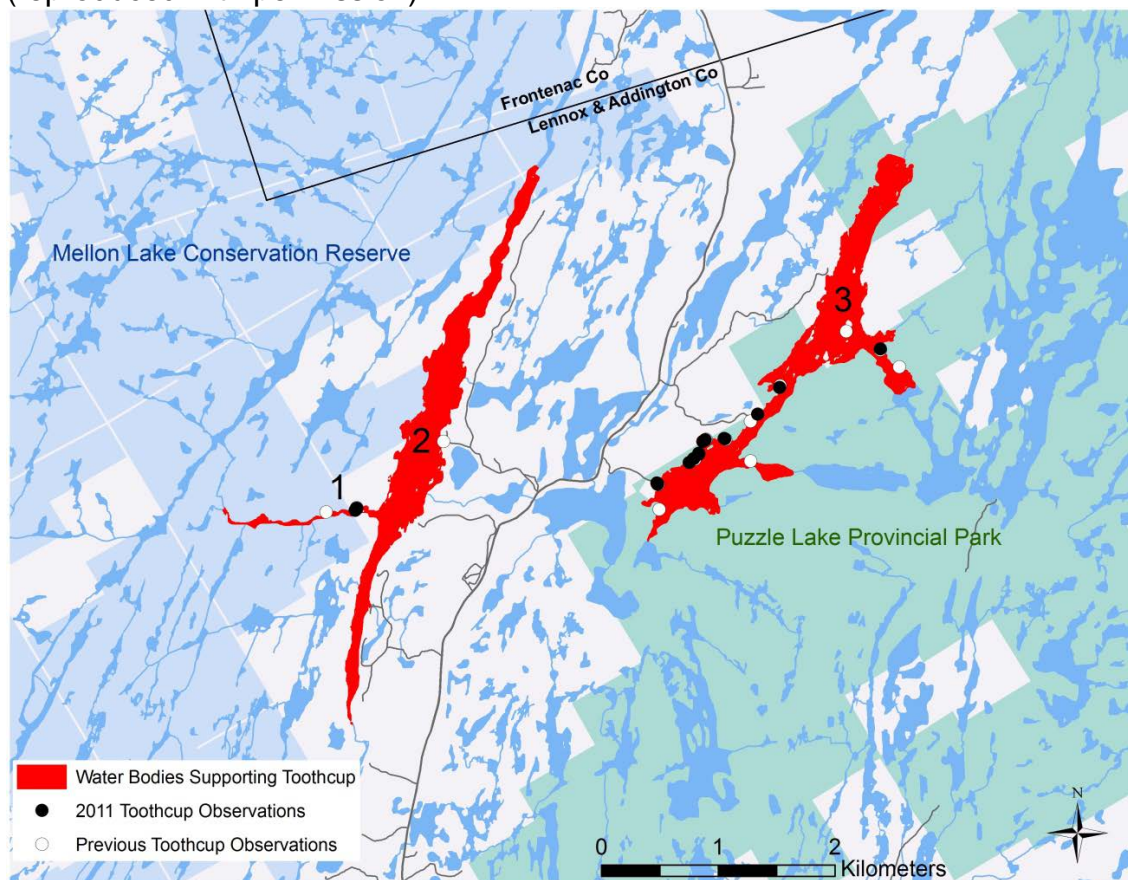 Frontenac Co
Lennox & Addington Co
Mellon Lake Conservation Reserve
3
2
1
Puzzle Lake Provincial Park
Water Bodies Supporting Toothcup
2011 Toothcup Observations
Previous Toothcup Observations
N
0 1 2
Kilometers